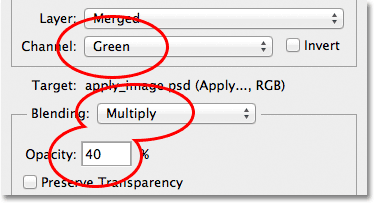 Layer: Merged
Channel: Green Invert
Target: apply_image.psd (Apply..., RGB)
Blending: Multiply
Opacity: 40 %
Preserve Transparency